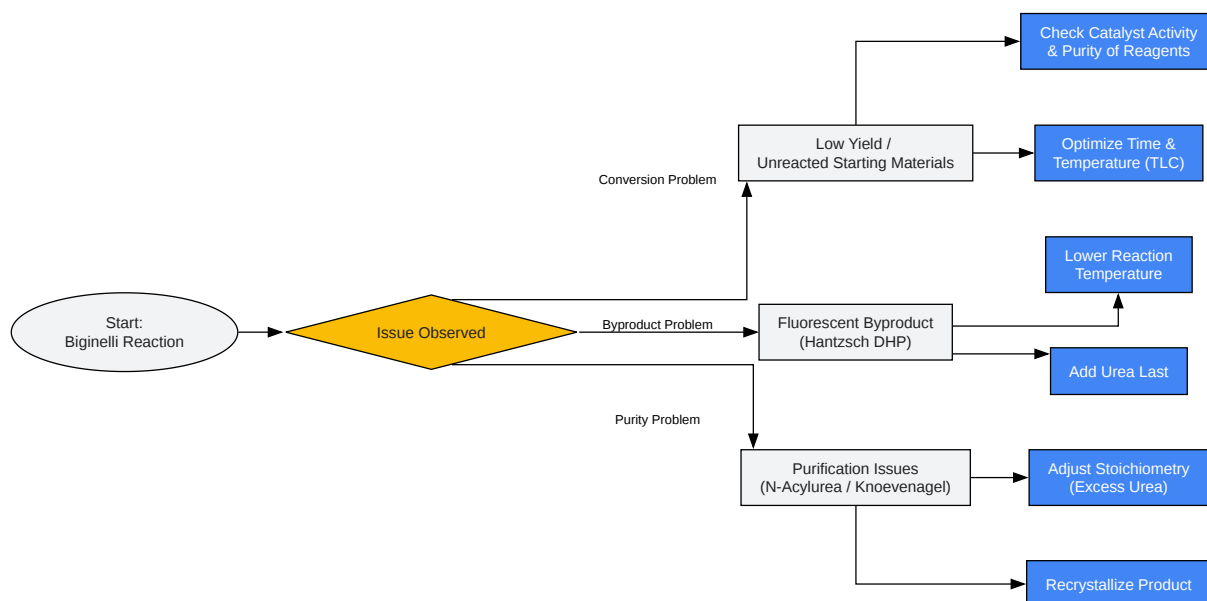 Start:
Biginelli Reaction
Issue Observed
Conversion Problem
Low Yield /
Unreacted Starting Materials
Check Catalyst Activity
& Purity of Reagents
Optimize Time &
Temperature (TLC)
Byproduct Problem
Fluorescent Byproduct
(Hantzsch DHP)
Lower Reaction
Temperature
Add Urea Last
Purity Problem
Purification Issues
(N-Acylurea / Knoevenagel)
Adjust Stoichiometry
(Excess Urea)
Recrystallize Product